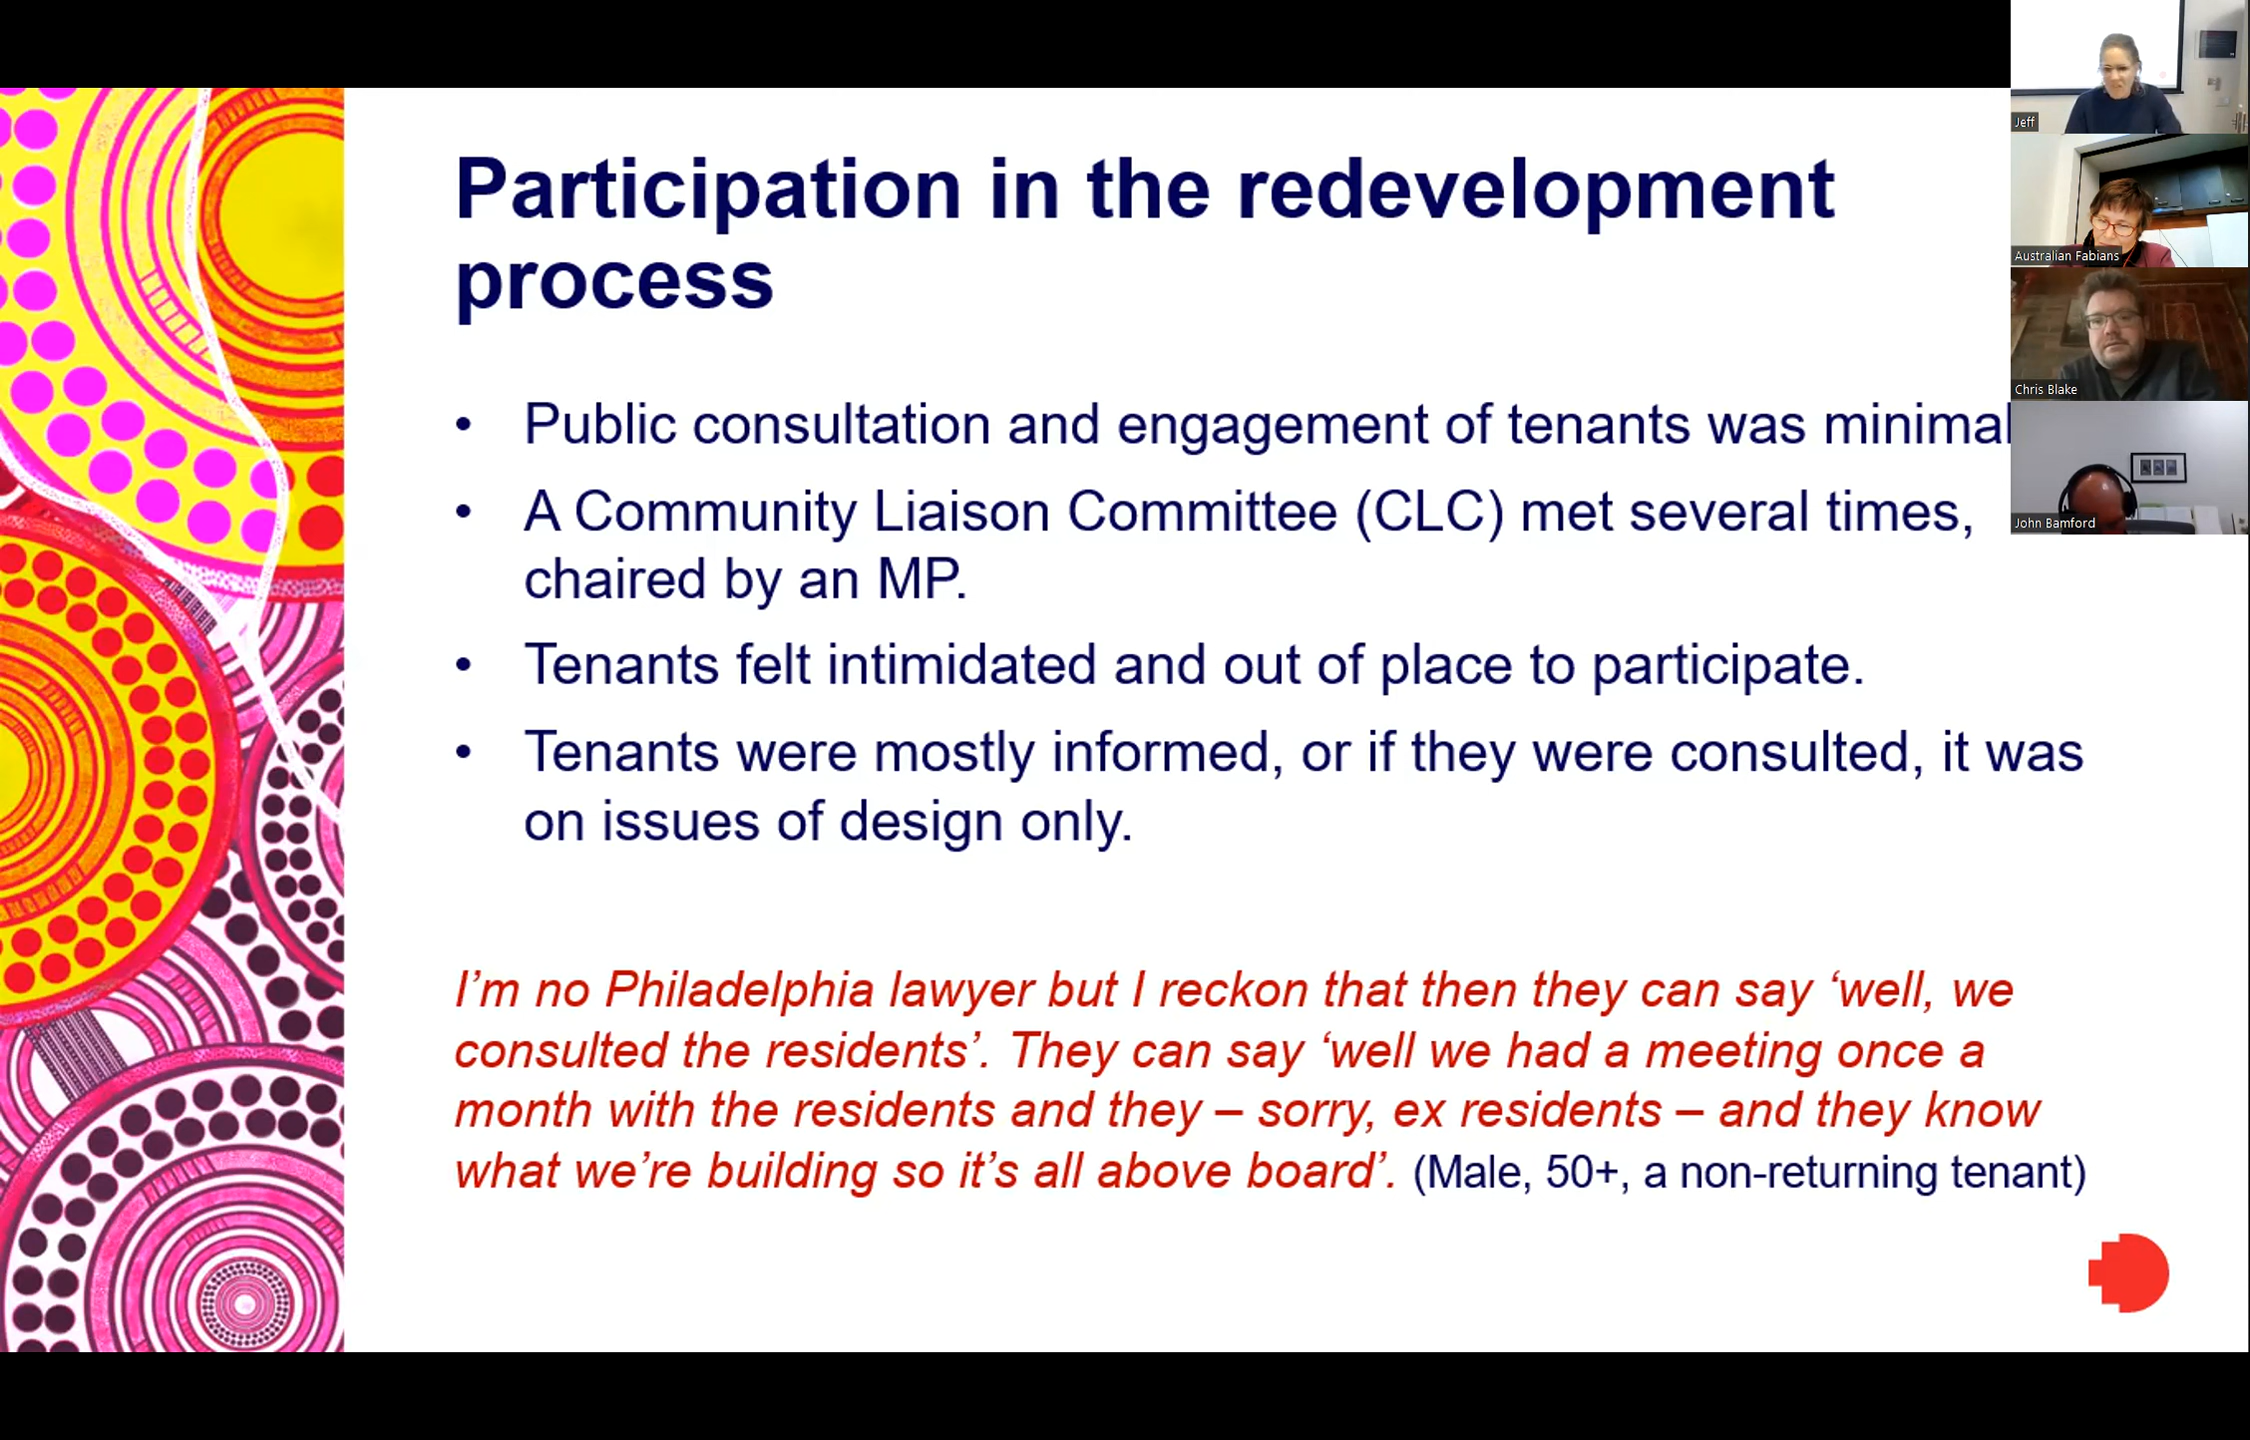 Participation in the redevelopment
process
• Public consultation and engagement of tenants was minimal
• A Community Liaison Committee (CLC) met several times,
chaired by an MP.
• Tenants felt intimidated and out of place to participate.
• Tenants were mostly informed, or if they were consulted, it was
on issues of design only.
I’m no Philadelphia lawyer but I reckon that then they can say ‘well, we
consulted the residents’. They can say ‘well we had a meeting once a
month with the residents and they – sorry, ex residents – and they know
what we’re building so it’s all above board’. (Male, 50+, a non-returning tenant)
Jeff
Australian Fabians
Chris Blake
John Bamford